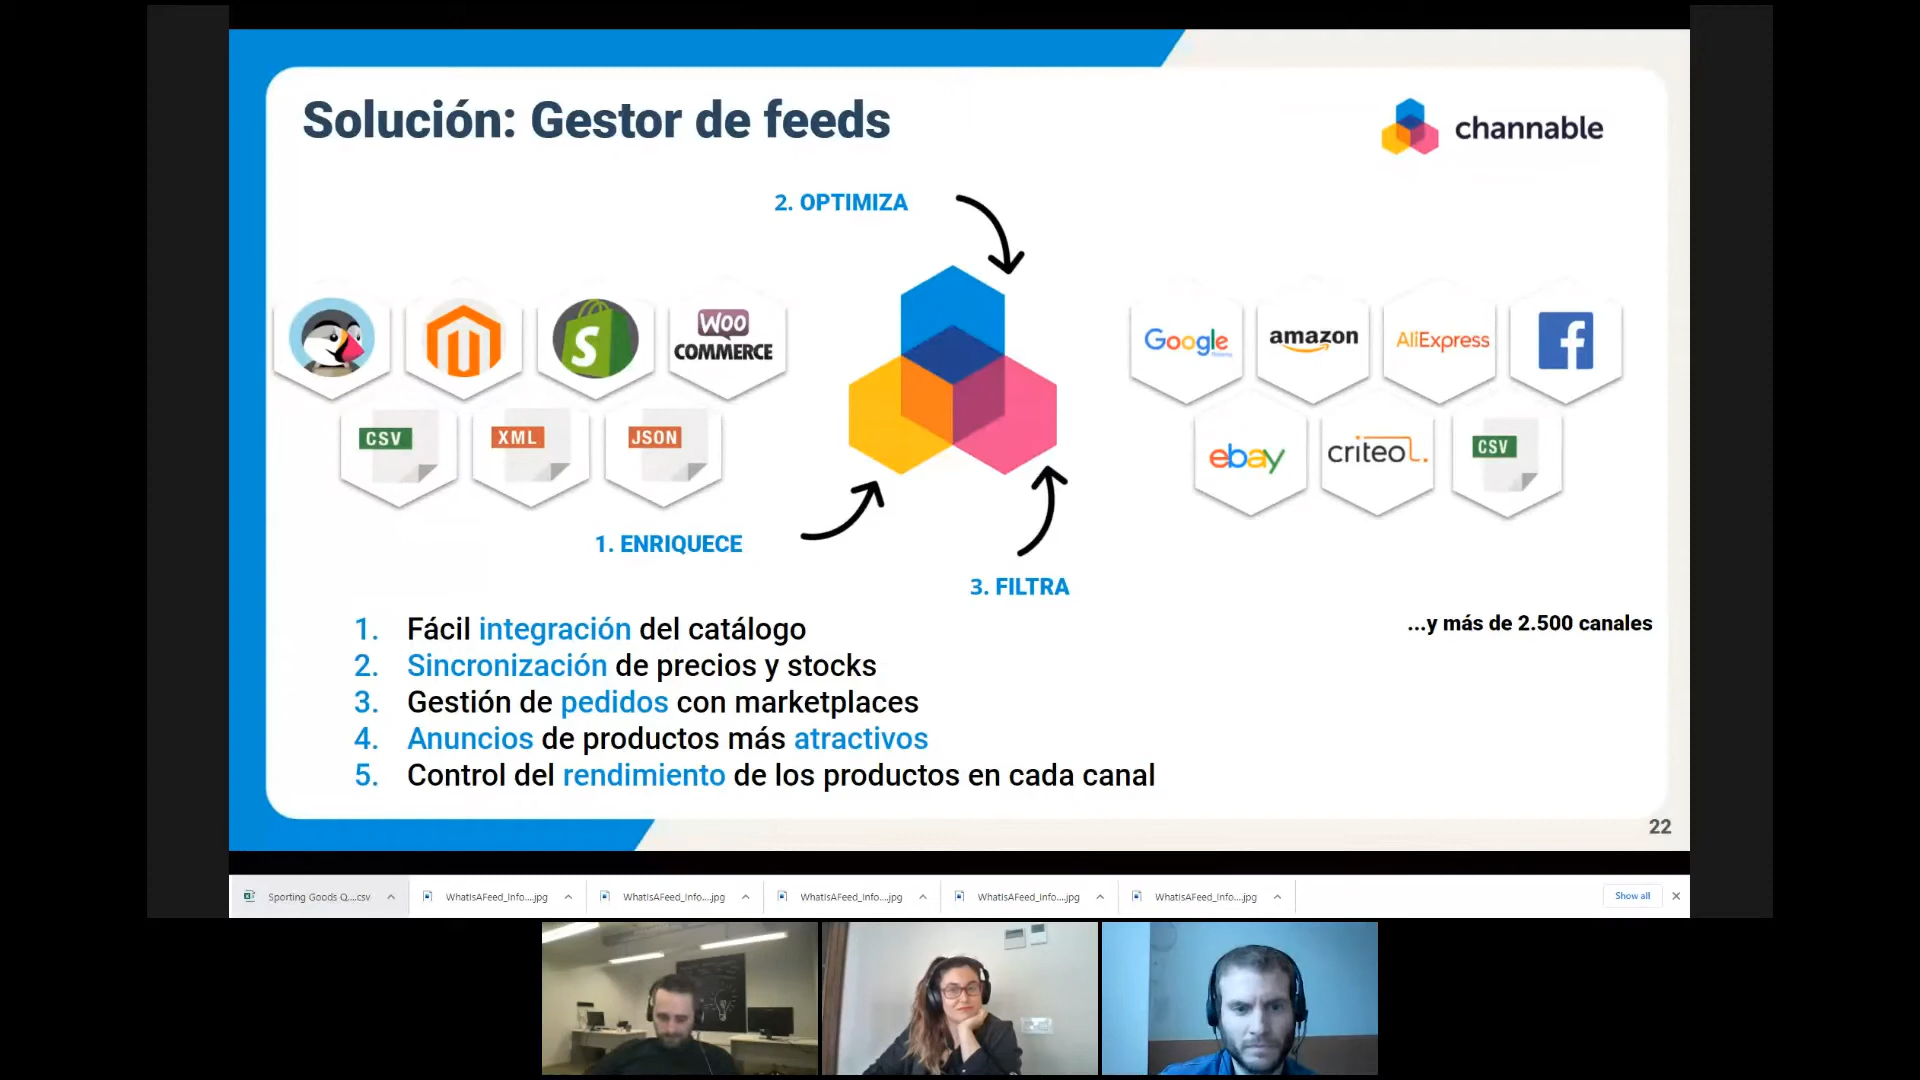 Solución: Gestor de feeds
channable
2. OPTIMIZA
WOO
COMMERCE
Google
amazon
AliExpress
CSV
XML
JSON
ebay
criteo
CSV
1. ENRIQUECE
3. FILTRA
...y más de 2.500 canales
1. Fácil integración del catálogo
2. Sincronización de precios y stocks
3. Gestión de pedidos con marketplaces
4. Anuncios de productos más atractivos
5. Control del rendimiento de los productos en cada canal
22
Sporting Goods Q....csv
WhatIsAFeed_Info....jpg
WhatIsAFeed_Info....jpg
WhatIsAFeed_Info....jpg
WhatIsAFeed_Info....jpg
WhatIsAFeed_Info....jpg
Show all